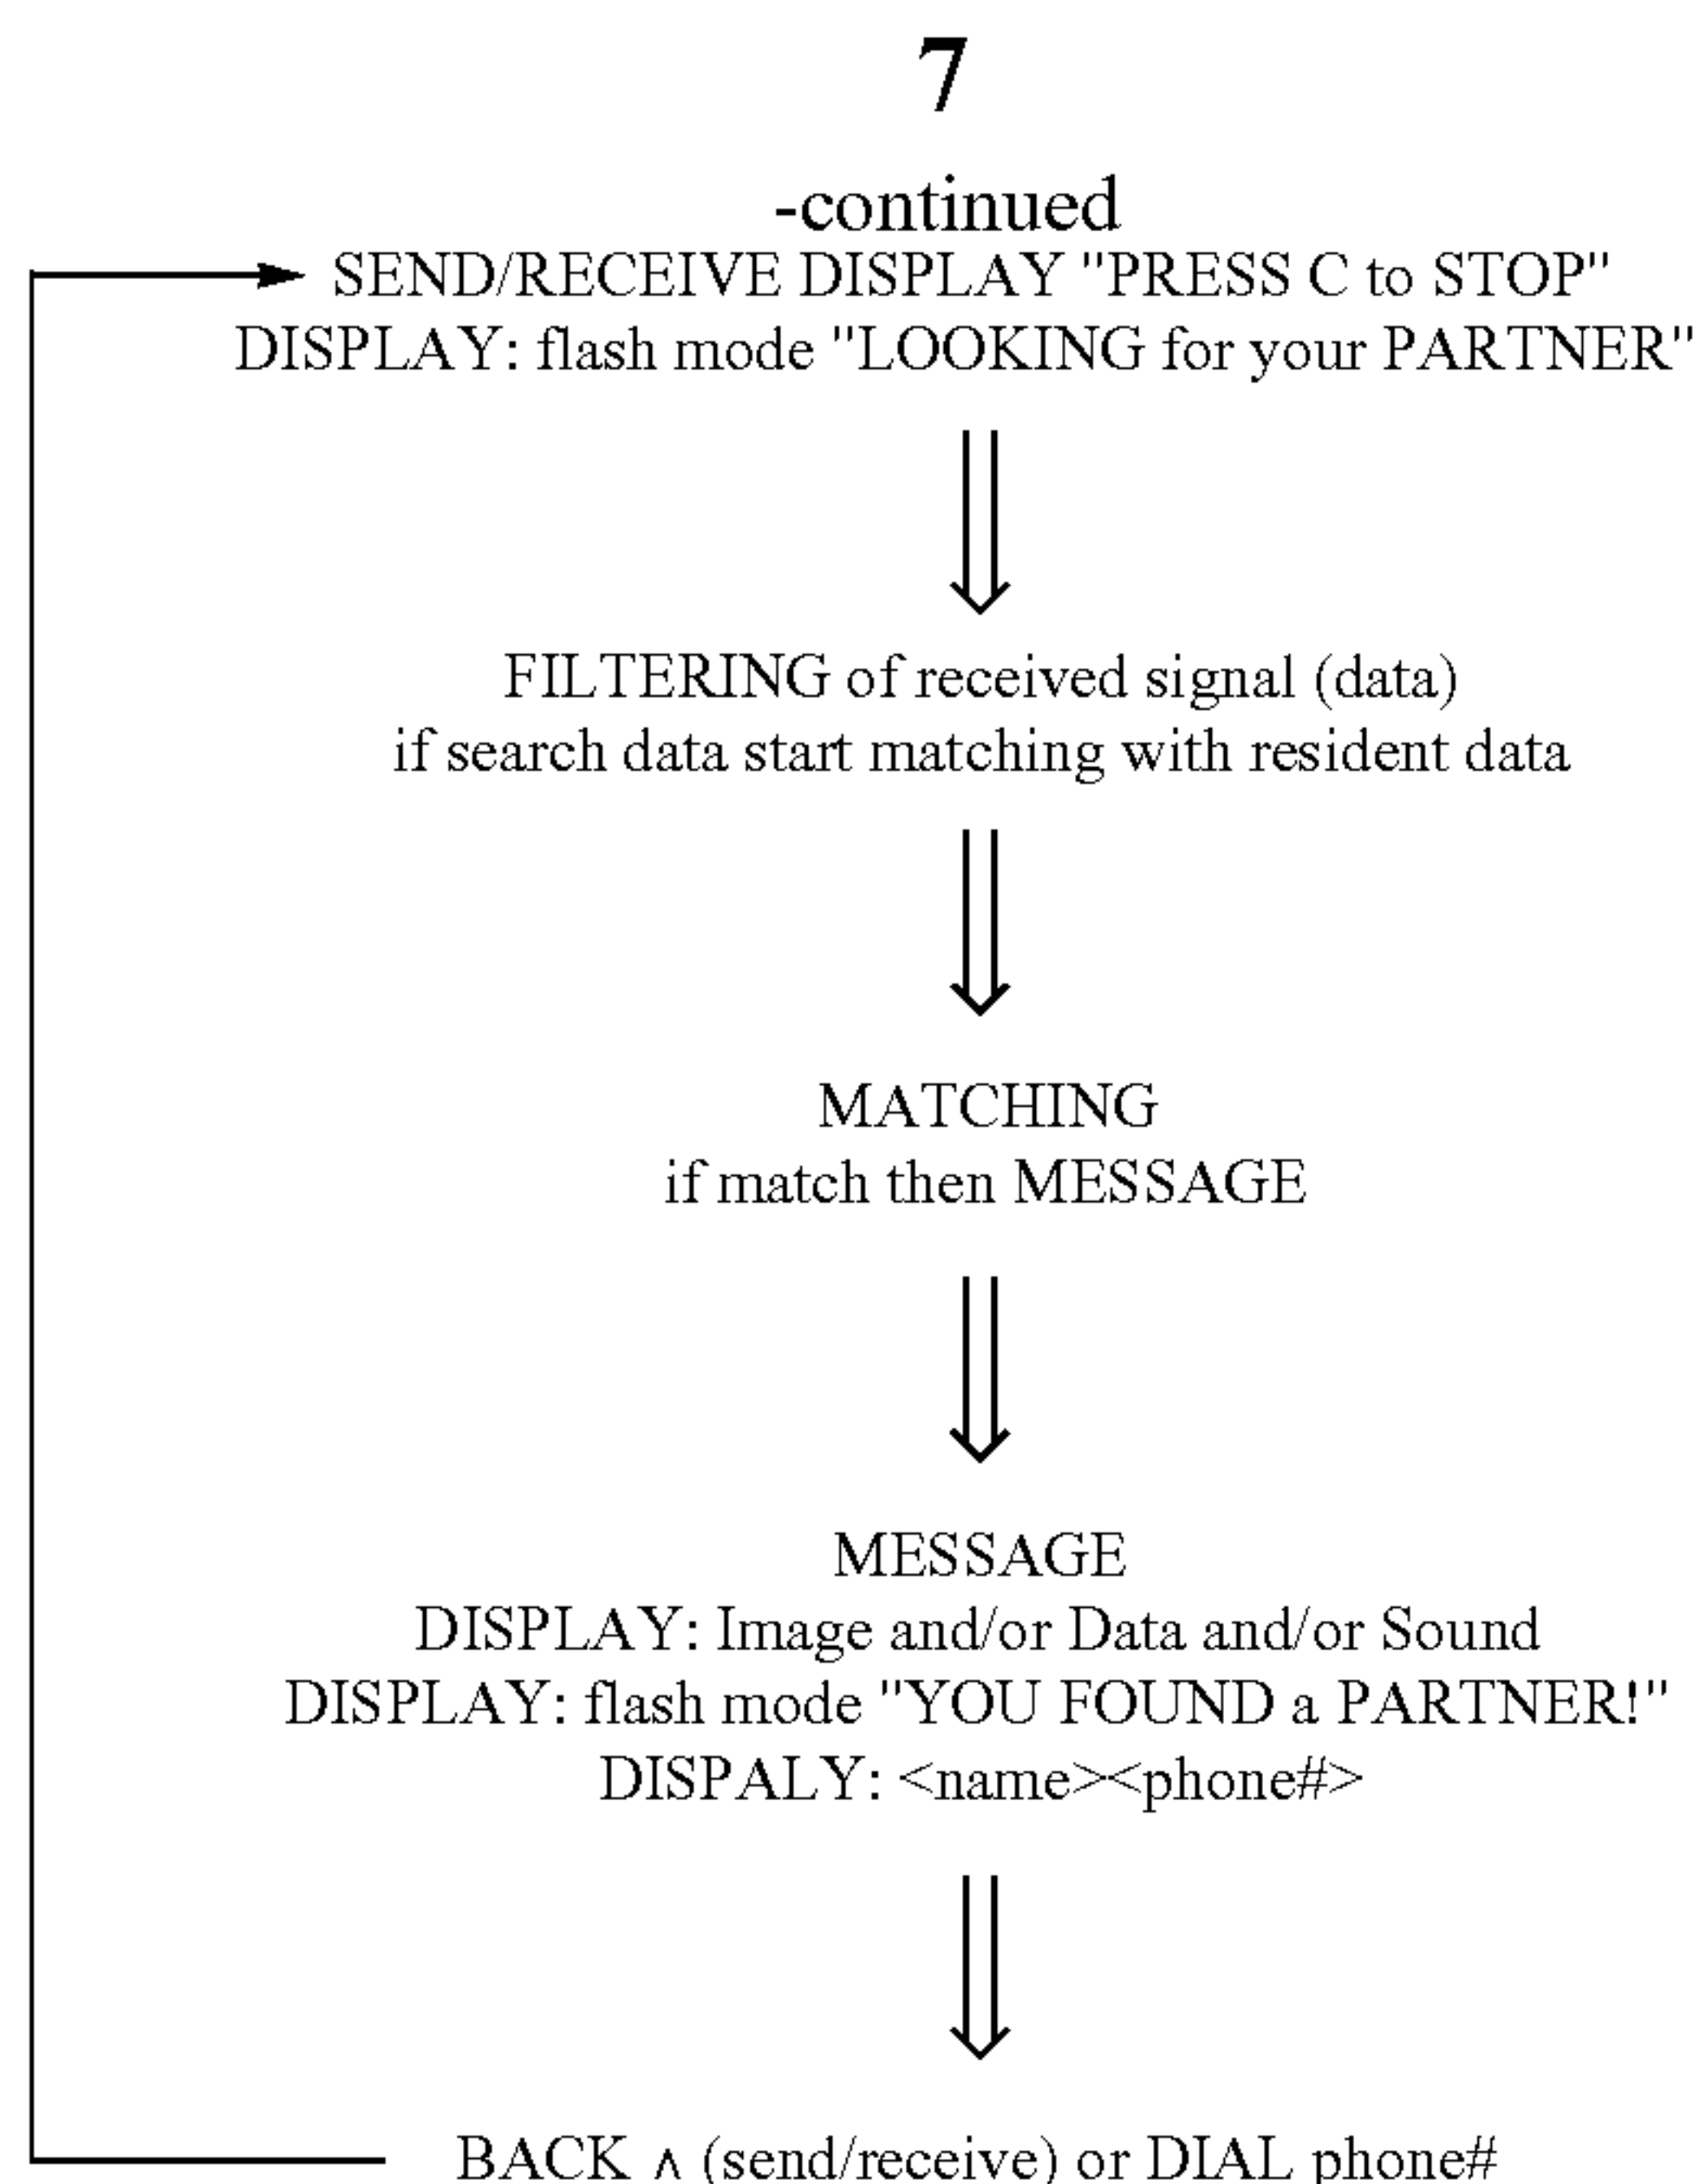 7
-continued
SEND/RECEIVE DISPLAY "PRESS C to STOP"
DISPLAY: flash mode "LOOKING for your PARTNER"
FILTERING of received signal (data)
if search data start matching with resident data
MATCHING
if match then MESSAGE
MESSAGE
DISPLAY: Image and/or Data and/or Sound
DISPLAY: flash mode "YOU FOUND a PARTNER!"
DISPALY: <name><phone#>
BACK ∧ (send/receive) or DIAL phone#